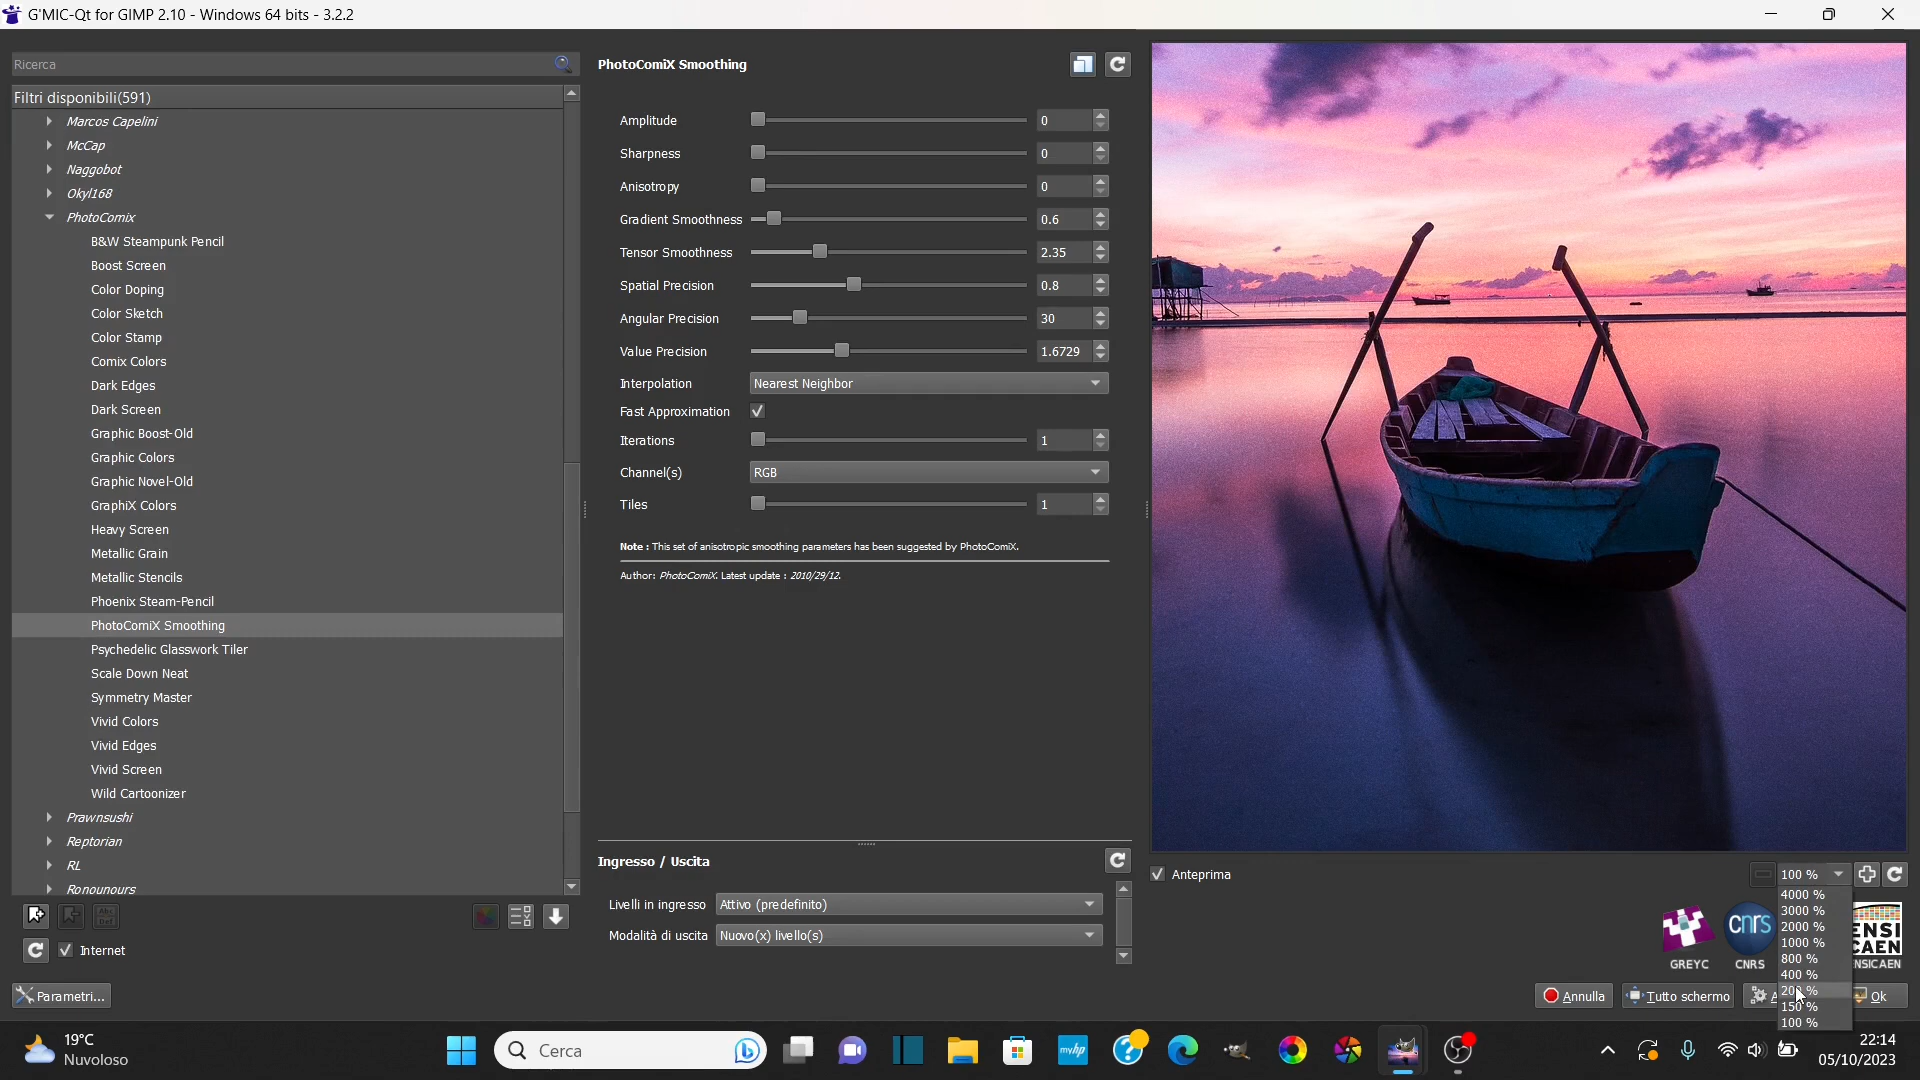 G'MIC-Qt for GIMP 2.10 - Windows 64 bits - 3.2.2
Ricerca
Filtri disponibili(591)
Marcos Capelini
McCap
Naggobot
Okyl168
PhotoComix
B&W Steampunk Pencil
Boost Screen
Color Doping
Color Sketch
Color Stamp
Comix Colors
Dark Edges
Dark Screen
Graphic Boost-Old
Graphic Colors
Graphic Novel-Old
GraphiX Colors
Heavy Screen
Metallic Grain
Metallic Stencils
Phoenix Steam-Pencil
PhotoComiX Smoothing
Psychedelic Glasswork Tiler
Scale Down Neat
Symmetry Master
Vivid Colors
Vivid Edges
Vivid Screen
Wild Cartoonizer
Prawnsushi
Reptorian
RL
Ronounours
Internet
Parametri...
PhotoComiX Smoothing
Amplitude 0
Sharpness 0
Anisotropy 0
Gradient Smoothness 0.6
Tensor Smoothness 2.35
Spatial Precision 0.8
Angular Precision 30
Value Precision 1.6729
Interpolation Nearest Neighbor
Fast Approximation
Iterations 1
Channel(s) RGB
Tiles 1
Note : This set of anisotropic smoothing parameters has been suggested by PhotoComiX.
Author: PhotoComiX. Latest update : 2010/29/12.
Ingresso / Uscita
Livelli in ingresso Attivo (predefinito)
Modalità di uscita Nuovo(x) livello(s)
Anteprima
100 %
4000 %
3000 %
2000 %
1000 %
800 %
400 %
200 %
150 %
100 %
GREYC
cnrs
CNRS
ENSI
CAEN
NSICAEN
Annulla
Tutto schermo
A
Ok
19°C
Nuvoloso
Cerca
myhp
22:14
05/10/2023